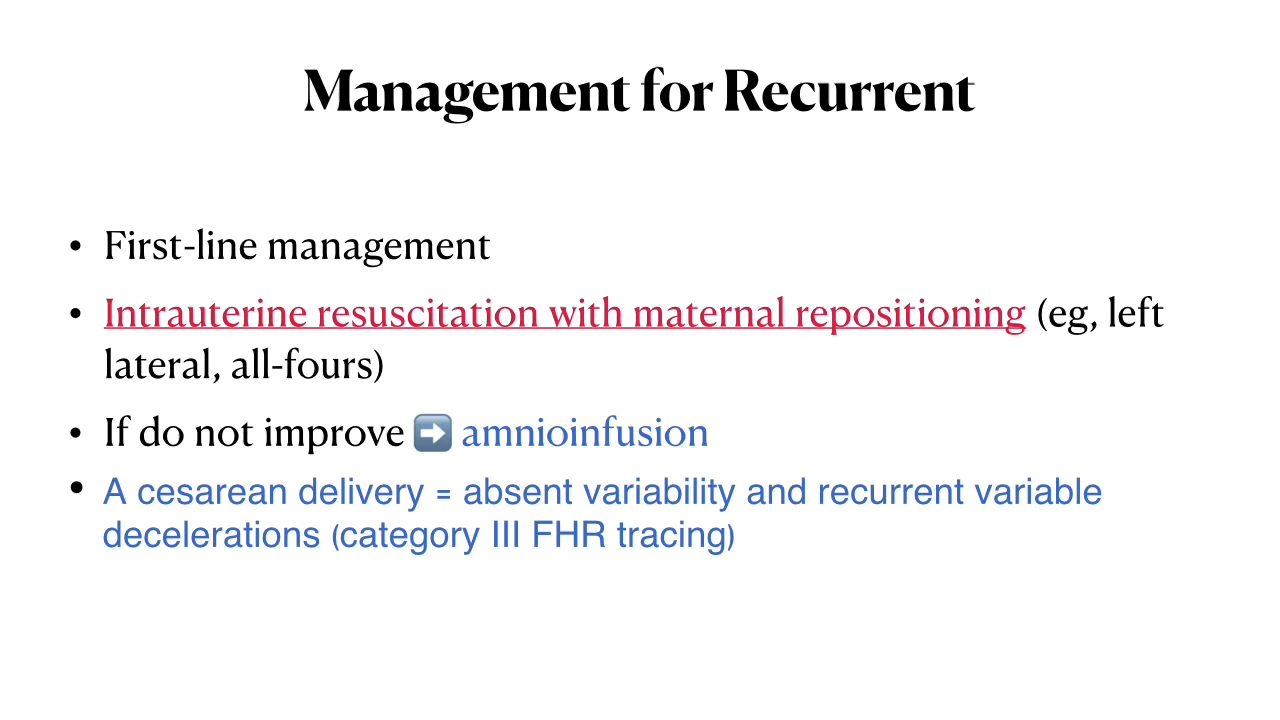 Management for Recurrent
• First-line management
• Intrauterine resuscitation with maternal repositioning (eg, left
lateral, all-fours)
• If do not improve ➡️ amnioinfusion
• A cesarean delivery = absent variability and recurrent variable
decelerations (category III FHR tracing)